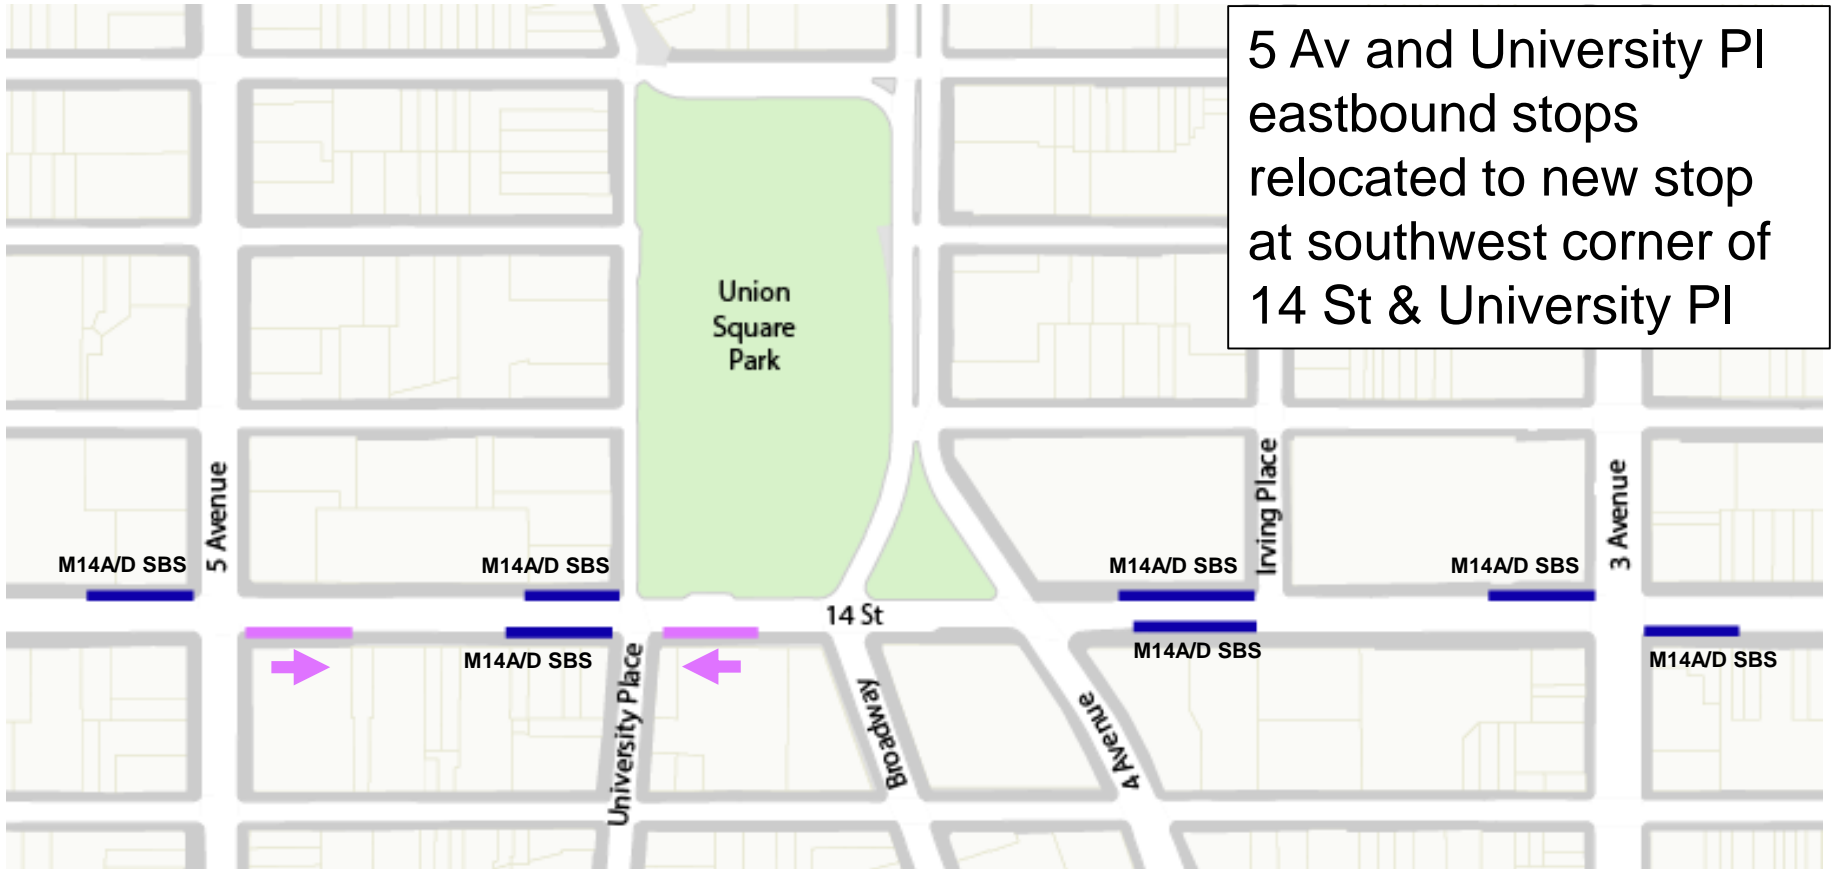 5 Av and University Pl
eastbound stops
relocated to new stop
at southwest corner of
14 St & University Pl
Union
Square
Park
5 Avenue
Irving Place
3 Avenue
M14A/D SBS
M14A/D SBS
M14A/D SBS
M14A/D SBS
14 St
M14A/D SBS
M14A/D SBS
M14A/D SBS
University Place
Broadway
4 Avenue